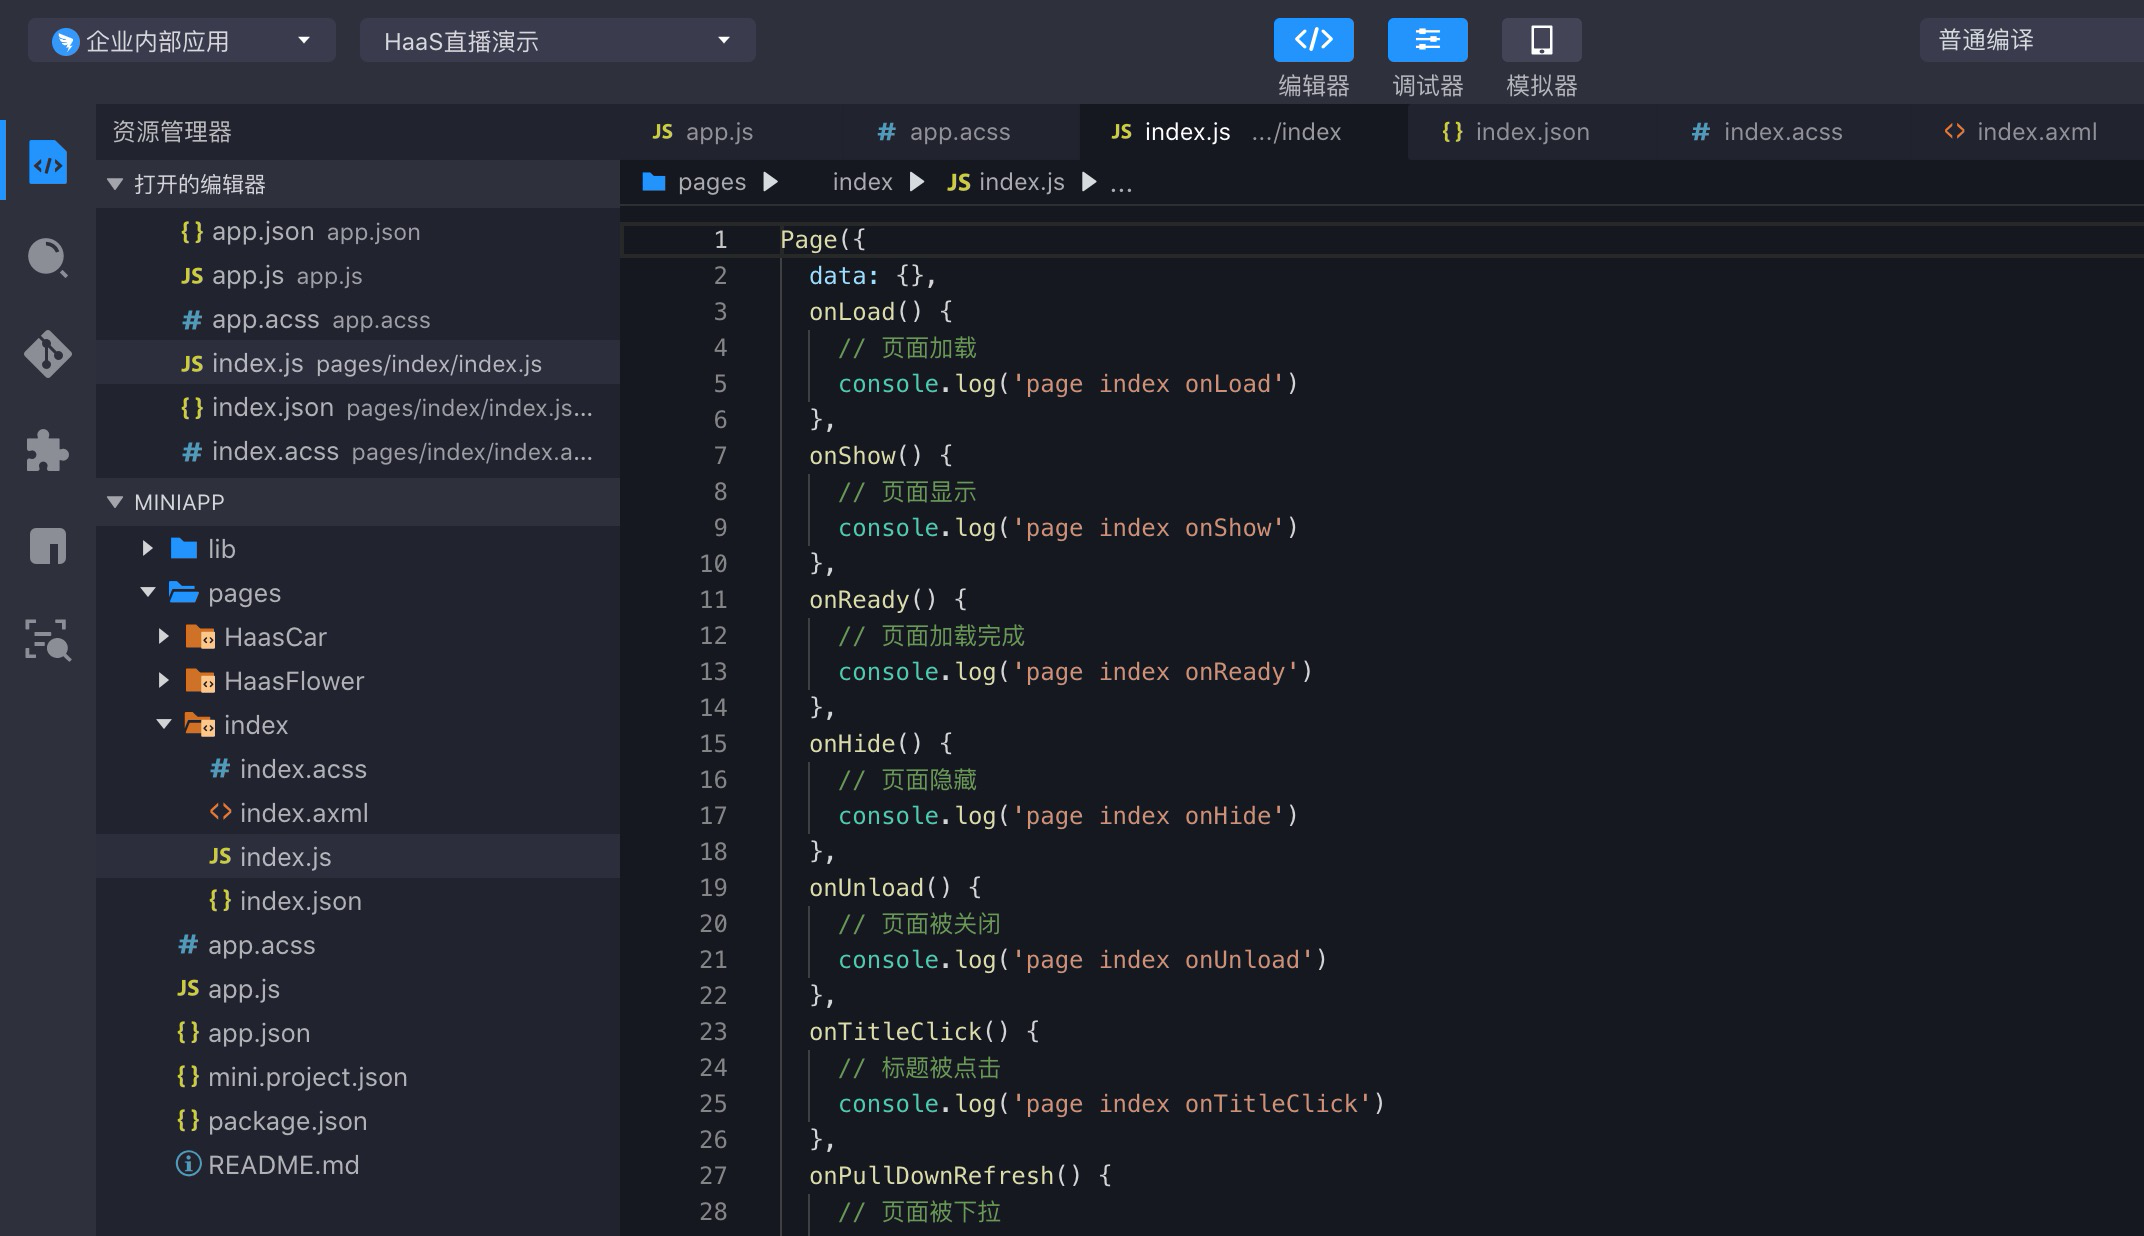 企业内部应用
HaaS直播演示
编辑器
调试器
模拟器
普通编译
资源管理器
打开的编辑器
{} app.json app.json
JS app.js app.js
# app.acss app.acss
JS index.js pages/index/index.js
{} index.json pages/index/index.js...
# index.acss pages/index/index.a...
MINIAPP
lib
pages
HaasCar
HaasFlower
index
# index.acss
<> index.axml
JS index.js
{} index.json
# app.acss
JS app.js
{} app.json
{} mini.project.json
{} package.json
README.md
JS app.js
# app.acss
JS index.js .../index
{} index.json
# index.acss
<> index.axml
pages ▶ index ▶ JS index.js ▶ ...
1 Page({
2 data: {},
3 onLoad() {
4 // 页面加载
5 console.log('page index onLoad')
6 },
7 onShow() {
8 // 页面显示
9 console.log('page index onShow')
10 },
11 onReady() {
12 // 页面加载完成
13 console.log('page index onReady')
14 },
15 onHide() {
16 // 页面隐藏
17 console.log('page index onHide')
18 },
19 onUnload() {
20 // 页面被关闭
21 console.log('page index onUnload')
22 },
23 onTitleClick() {
24 // 标题被点击
25 console.log('page index onTitleClick')
26 },
27 onPullDownRefresh() {
28 // 页面被下拉